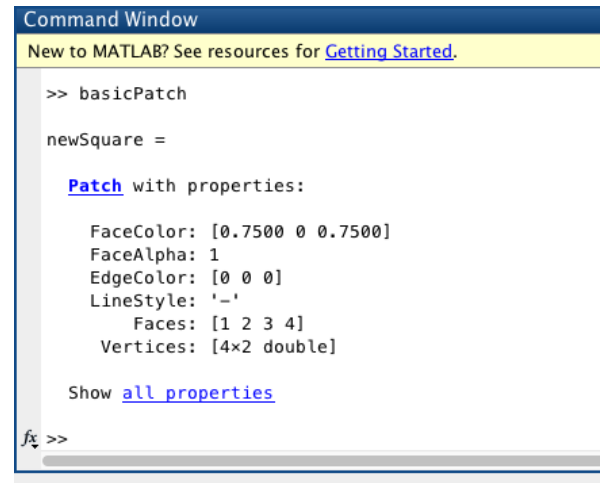 Command Window
New to MATLAB? See resources for Getting Started.
>> basicPatch
newSquare =
Patch with properties:
FaceColor: [0.7500 0 0.7500]
FaceAlpha: 1
EdgeColor: [0 0 0]
LineStyle: '-'
Faces: [1 2 3 4]
Vertices: [4×2 double]
Show all properties
fx >>